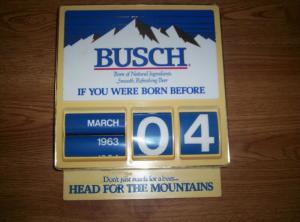 BUSCH®
Born of Natural Ingredients.
Smooth, Refreshing Beer
IF YOU WERE BORN BEFORE
MARCH
04
1963
Don't just reach for a beer...
HEAD FOR THE MOUNTAINS